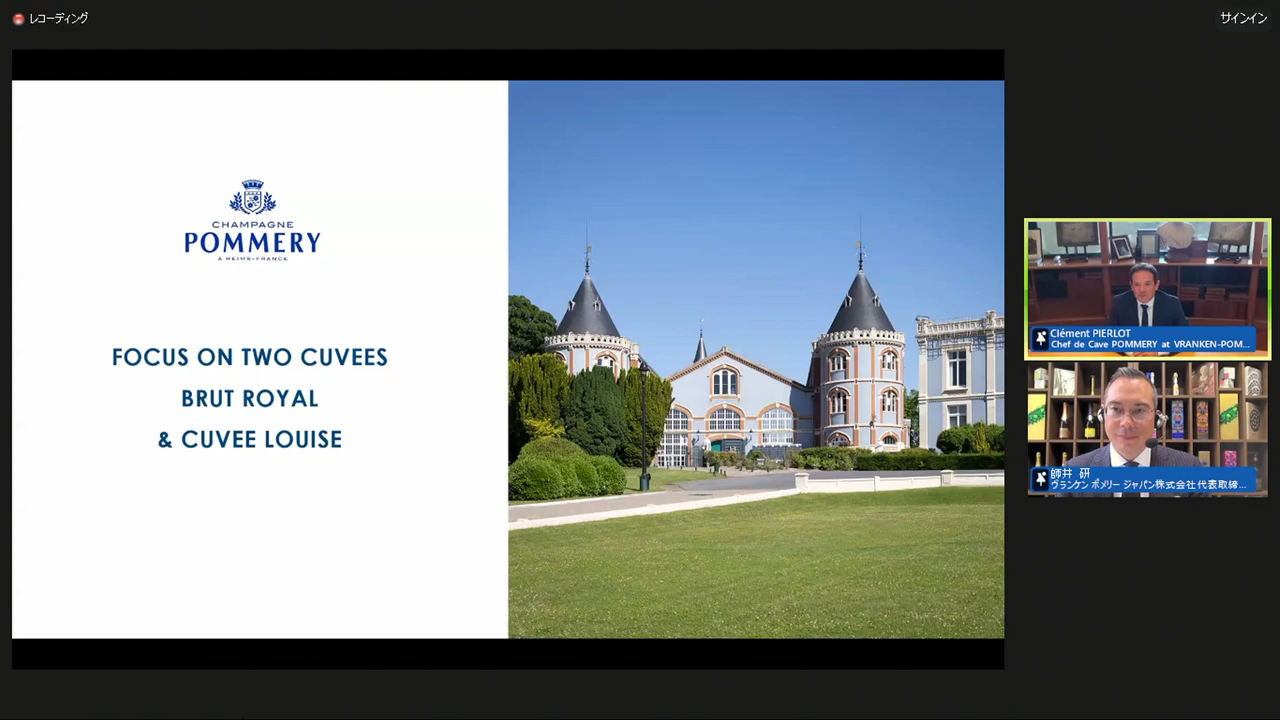 レコーディング
サインイン
CHAMPAGNE
POMMERY
A REIMS-FRANCE
FOCUS ON TWO CUVEES
BRUT ROYAL
& CUVEE LOUISE
Clément PIERLOT
Chef de Cave POMMERY at VRANKEN-POM...
師井 研
ヴランケン ポメリー ジャパン株式会社 代表取締...